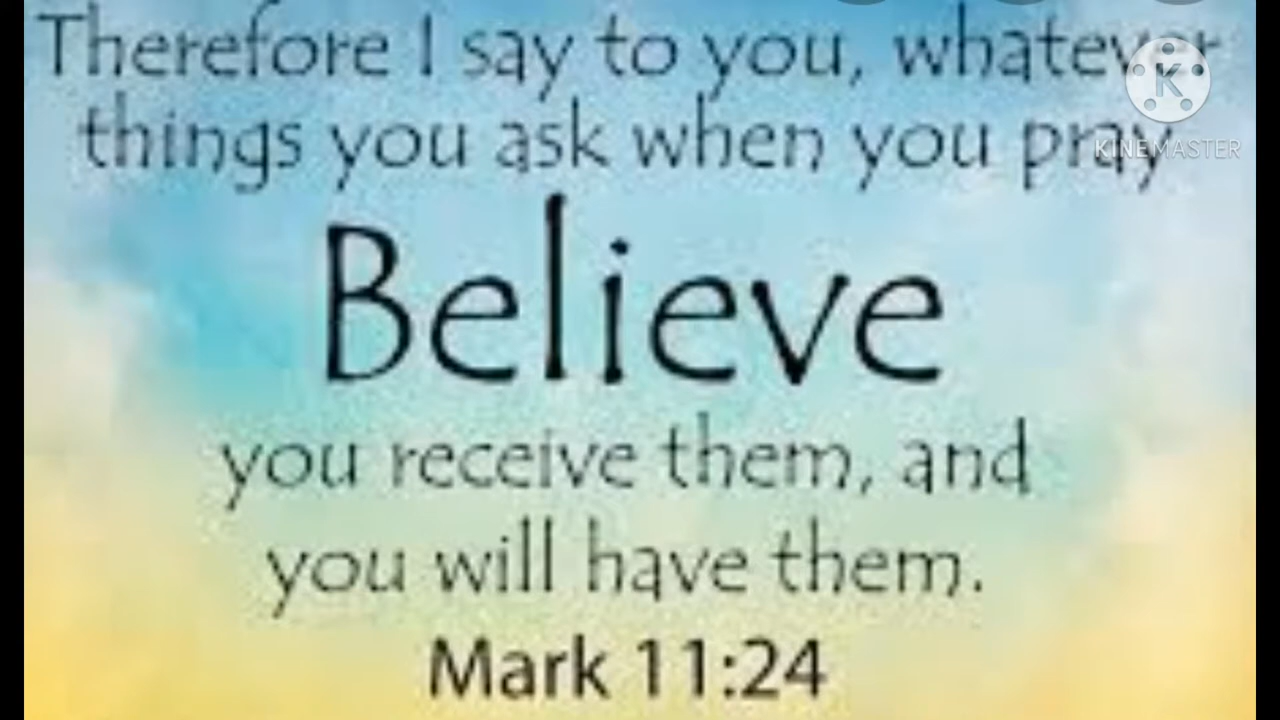 Therefore I say to you, whatever
things you ask when you pray
KINEMASTER
Believe
you receive them, and
you will have them.
Mark 11:24